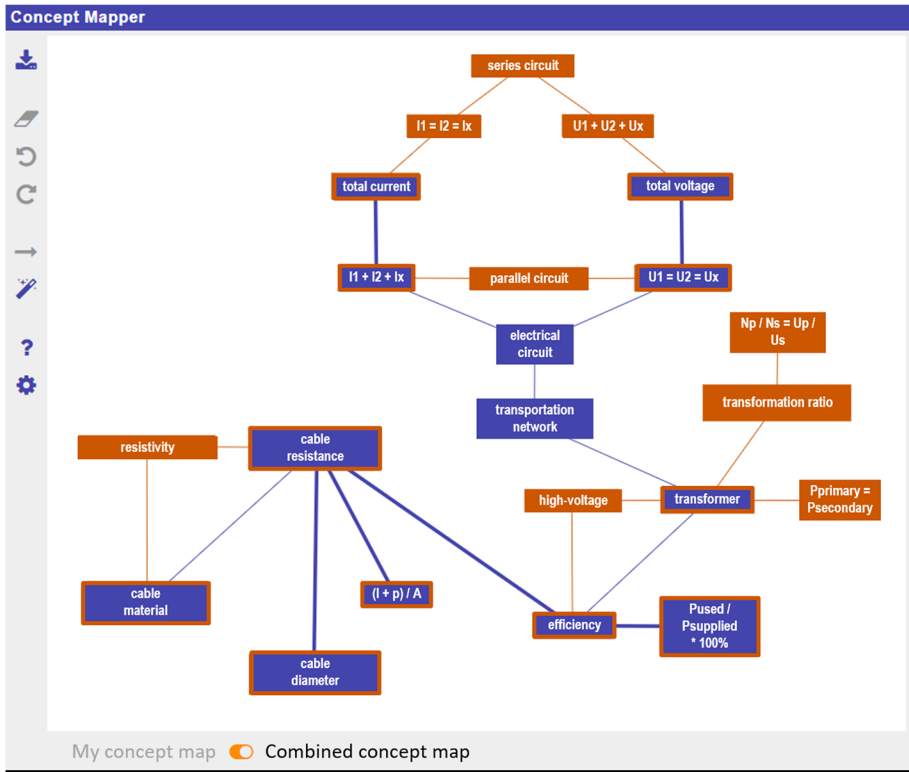 Concept Mapper
series circuit
I1 = I2 = Ix
U1 + U2 + Ux
total current
total voltage
I1 + I2 + Ix
parallel circuit
U1 = U2 = Ux
Np / Ns = Up /
Us
electrical
circuit
transformation ratio
transportation
network
resistivity
cable
resistance
high-voltage
transformer
Pprimary =
Psecondary
cable
material
(l + p) / A
efficiency
Pused /
Psupplied
* 100%
cable
diameter
?
My concept map
Combined concept map